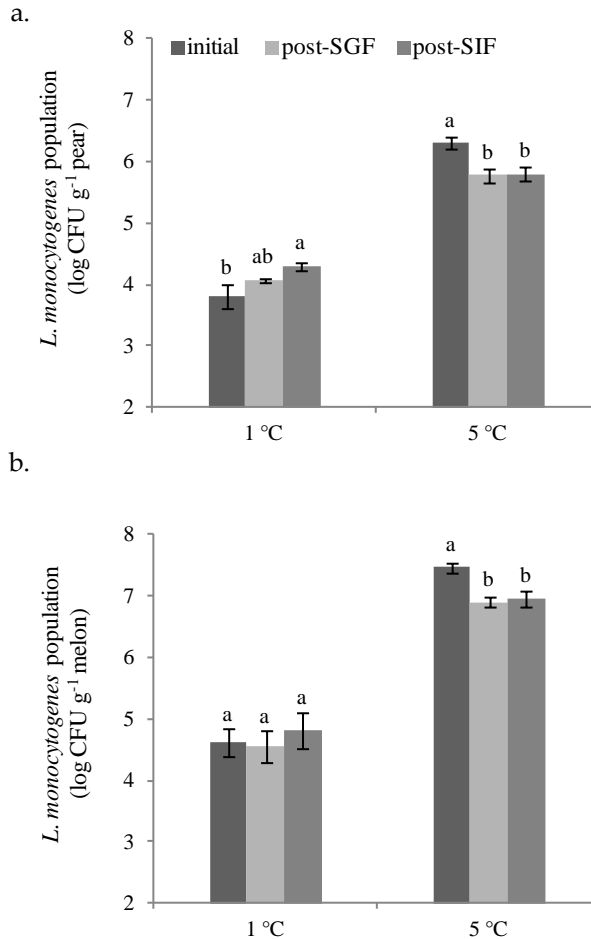 a.
initial post-SGF post-SIF
L. monocytogenes population
(log CFU g⁻¹ pear)
8
7
6
5
4
3
2
b ab a
a b b
1 °C 5 °C
b.
L. monocytogenes population
(log CFU g⁻¹ melon)
8
7
6
5
4
3
2
a a a
a b b
1 °C 5 °C